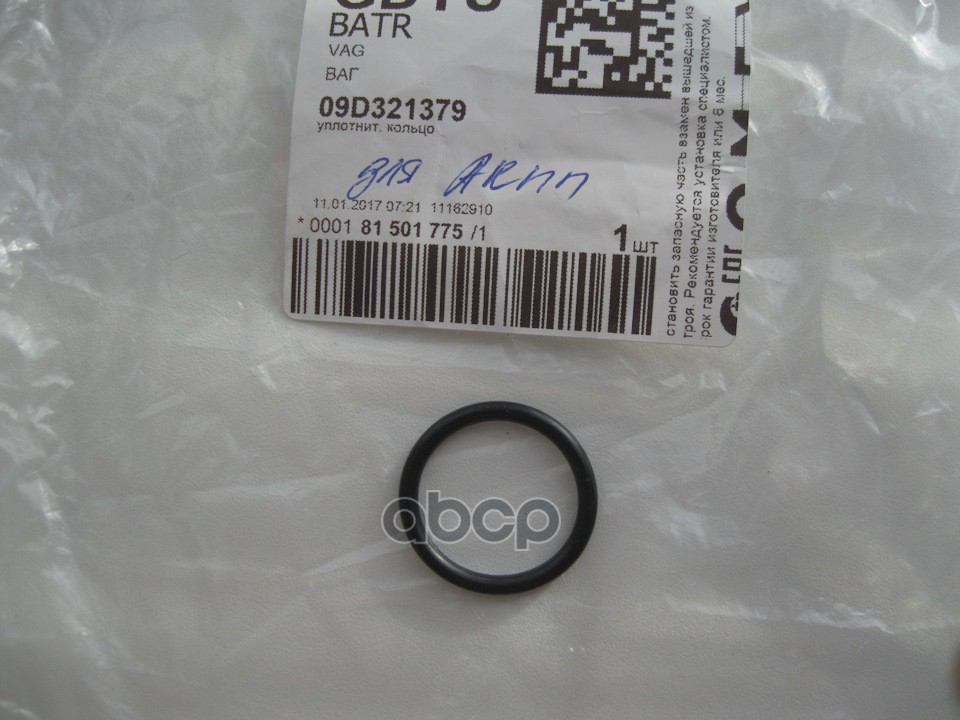 BATR
VAG
ВАГ
09D321379
уплотнит. кольцо
для АКПП
11.01.2017 07:21 11162910
* 0001 81 501 775 /1
1 шт
становить запасную часть взамен вышедшей из
троя. Рекомендуется установка специалистом.
рок гарантии изготовителя или 6 мес.
abcp